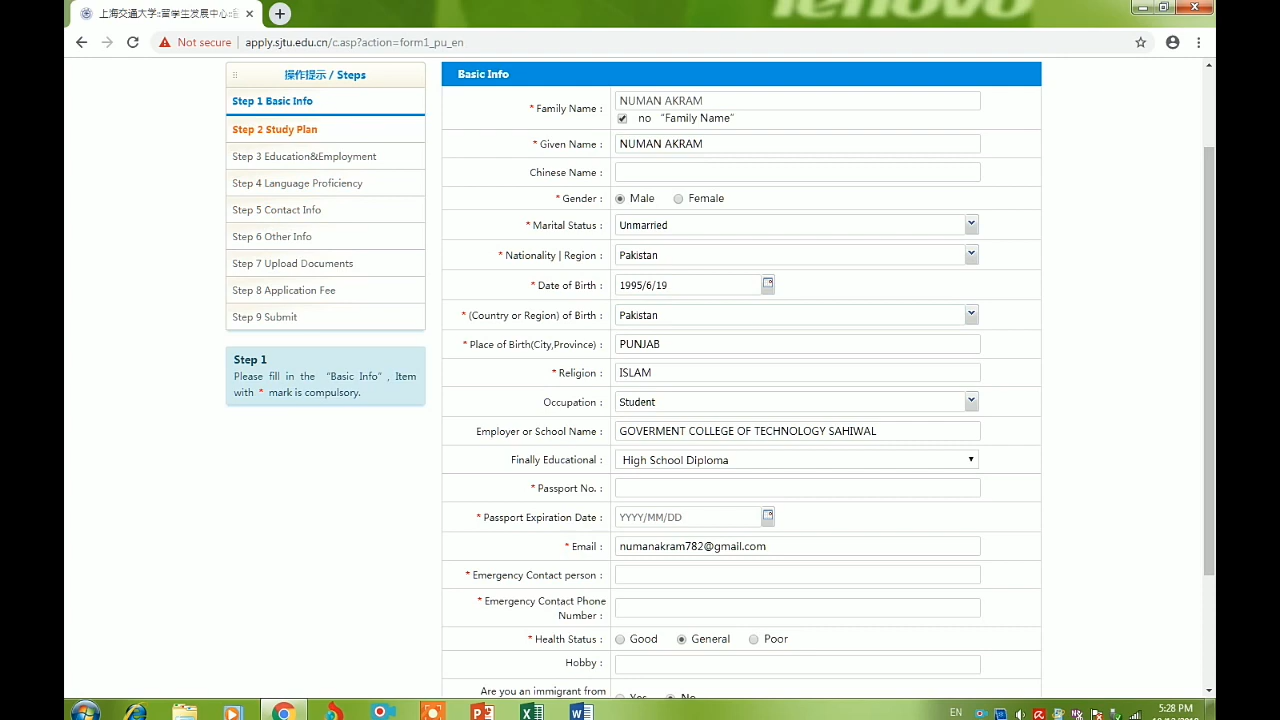 lenovo
上海交通大学::留学生发展中心::
Not secure apply.sjtu.edu.cn/c.asp?action=form1_pu_en
操作提示 / Steps
Step 1 Basic Info
Step 2 Study Plan
Step 3 Education&Employment
Step 4 Language Proficiency
Step 5 Contact Info
Step 6 Other Info
Step 7 Upload Documents
Step 8 Application Fee
Step 9 Submit
Step 1
Please fill in the "Basic Info", Item
with * mark is compulsory.
Basic Info
* Family Name : NUMAN AKRAM
no "Family Name"
* Given Name : NUMAN AKRAM
Chinese Name :
* Gender : Male Female
* Marital Status : Unmarried
* Nationality | Region : Pakistan
* Date of Birth : 1995/6/19
* (Country or Region) of Birth : Pakistan
* Place of Birth(City,Province) : PUNJAB
* Religion : ISLAM
Occupation : Student
Employer or School Name : GOVERMENT COLLEGE OF TECHNOLOGY SAHIWAL
Finally Educational : High School Diploma
* Passport No. :
* Passport Expiration Date : YYYY/MM/DD
* Email : numanakram782@gmail.com
* Emergency Contact person :
* Emergency Contact Phone
Number :
* Health Status : Good General Poor
Hobby :
Are you an immigrant from Yes No
EN 5:28 PM